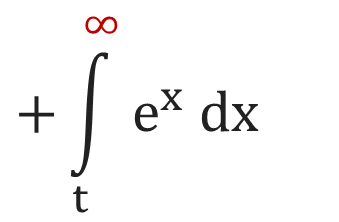 +∫ₜ^∞ eˣ dx